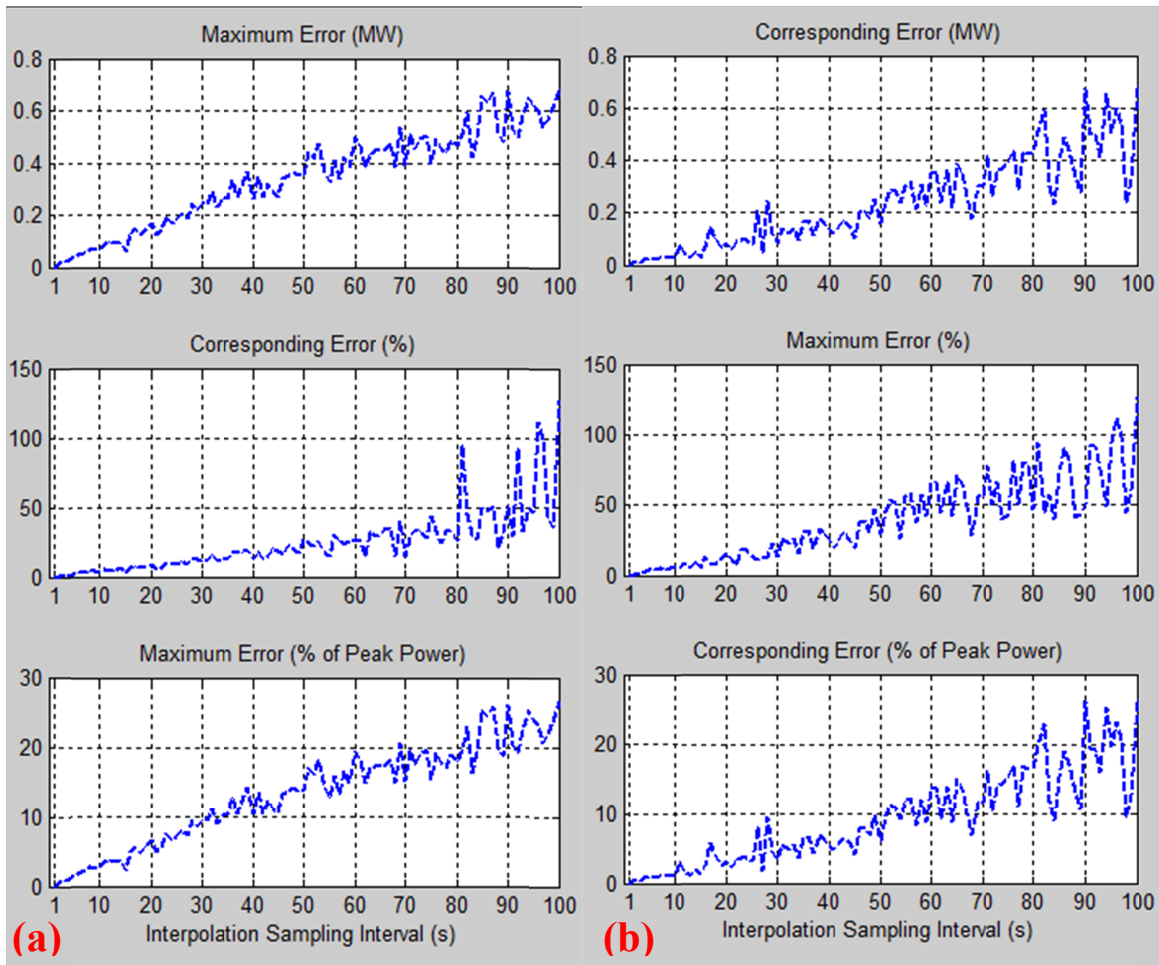 Maximum Error (MW)
0.8
0.6
0.4
0.2
0
1 10 20 30 40 50 60 70 80 90 100
Corresponding Error (%)
150
100
50
0
1 10 20 30 40 50 60 70 80 90 100
Maximum Error (% of Peak Power)
30
20
10
0
1 10 20 30 40 50 60 70 80 90 100
(a)
Interpolation Sampling Interval (s)
Corresponding Error (MW)
0.8
0.6
0.4
0.2
0
1 10 20 30 40 50 60 70 80 90 100
Maximum Error (%)
150
100
50
0
1 10 20 30 40 50 60 70 80 90 100
Corresponding Error (% of Peak Power)
30
20
10
0
1 10 20 30 40 50 60 70 80 90 100
(b)
Interpolation Sampling Interval (s)